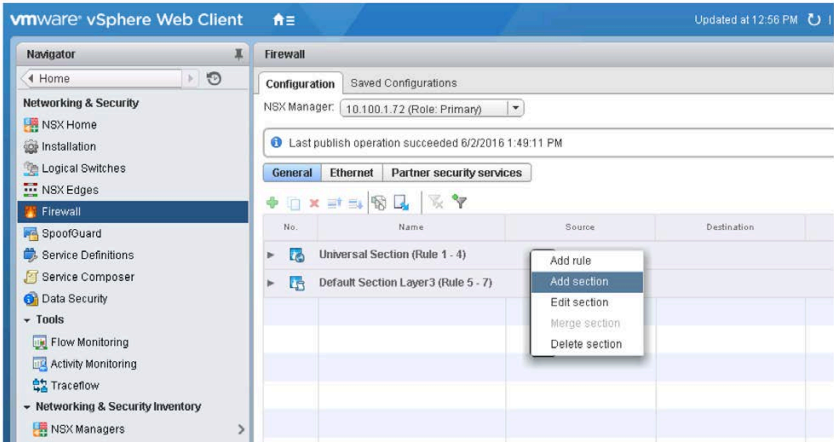 vmware® vSphere Web Client
Updated at 12:56 PM
Navigator
Home
Networking & Security
NSX Home
Installation
Logical Switches
NSX Edges
Firewall
SpoofGuard
Service Definitions
Service Composer
Data Security
Tools
Flow Monitoring
Activity Monitoring
Traceflow
Networking & Security Inventory
NSX Managers
Firewall
Configuration Saved Configurations
NSX Manager: 10.100.1.72 (Role: Primary)
Last publish operation succeeded 6/2/2016 1:49:11 PM
General Ethernet Partner security services
No. Name Source Destination
Universal Section (Rule 1 - 4)
Default Section Layer3 (Rule 5 - 7)
Add rule
Add section
Edit section
Merge section
Delete section